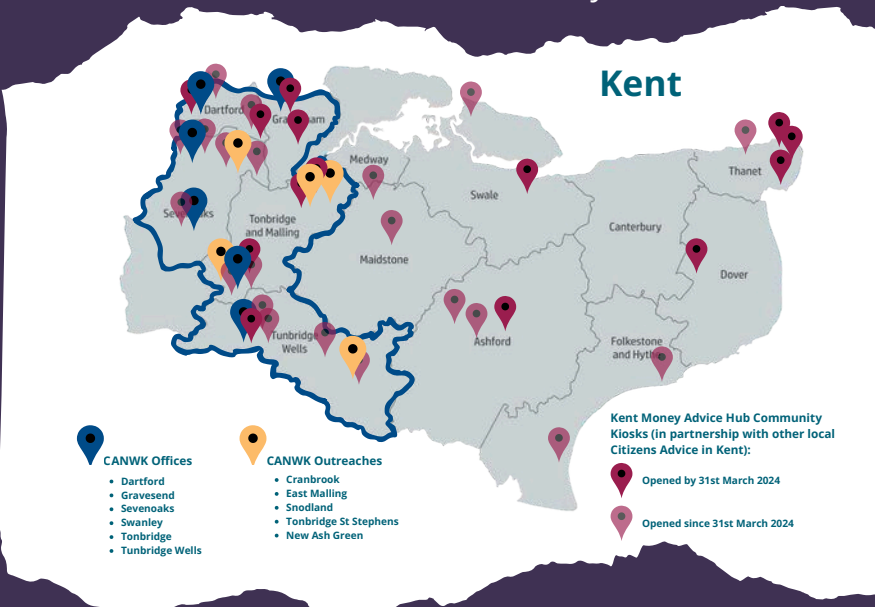 Kent
Dartford
Gravesham
Medway
Thanet
Swale
Sevenoaks
Tonbridge
and Malling
Canterbury
Maidstone
Dover
Tunbridge
Wells
Ashford
Folkestone
and Hythe
CANWK Offices
• Dartford
• Gravesend
• Sevenoaks
• Swanley
• Tonbridge
• Tunbridge Wells
CANWK Outreaches
• Cranbrook
• East Malling
• Snodland
• Tonbridge St Stephens
• New Ash Green
Kent Money Advice Hub Community
Kiosks (in partnership with other local
Citizens Advice in Kent):
Opened by 31st March 2024
Opened since 31st March 2024